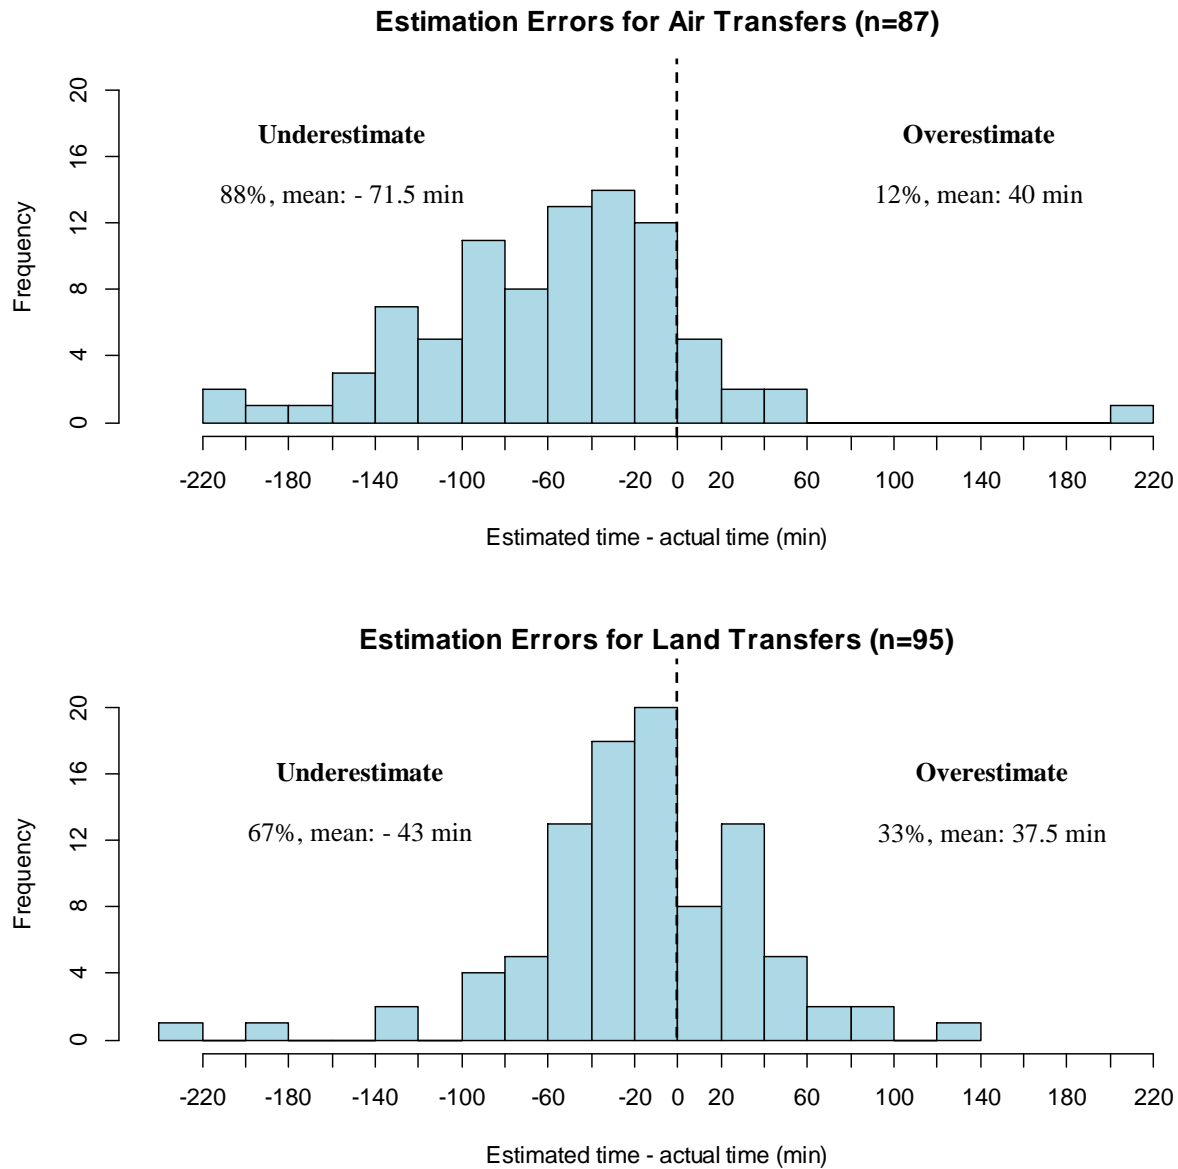 Estimation Errors for Air Transfers (n=87)
20
16
12
8
4
0
Frequency
Underestimate
88%, mean: - 71.5 min
Overestimate
12%, mean: 40 min
-220 -180 -140 -100 -60 -20 0 20 60 100 140 180 220
Estimated time - actual time (min)
Estimation Errors for Land Transfers (n=95)
20
16
12
8
4
0
Frequency
Underestimate
67%, mean: - 43 min
Overestimate
33%, mean: 37.5 min
-220 -180 -140 -100 -60 -20 0 20 60 100 140 180 220
Estimated time - actual time (min)